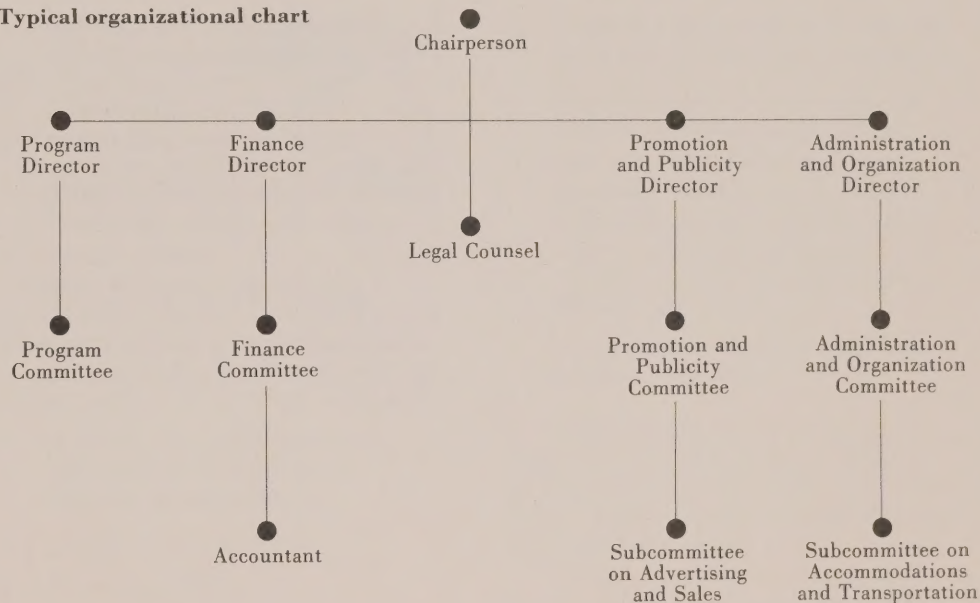 Typical organizational chart
Chairperson
Program
Director
Finance
Director
Promotion
and Publicity
Director
Administration
and Organization
Director
Legal Counsel
Program
Committee
Finance
Committee
Promotion and
Publicity
Committee
Administration
and Organization
Committee
Accountant
Subcommittee
on Advertising
and Sales
Subcommittee on
Accommodations
and Transportation